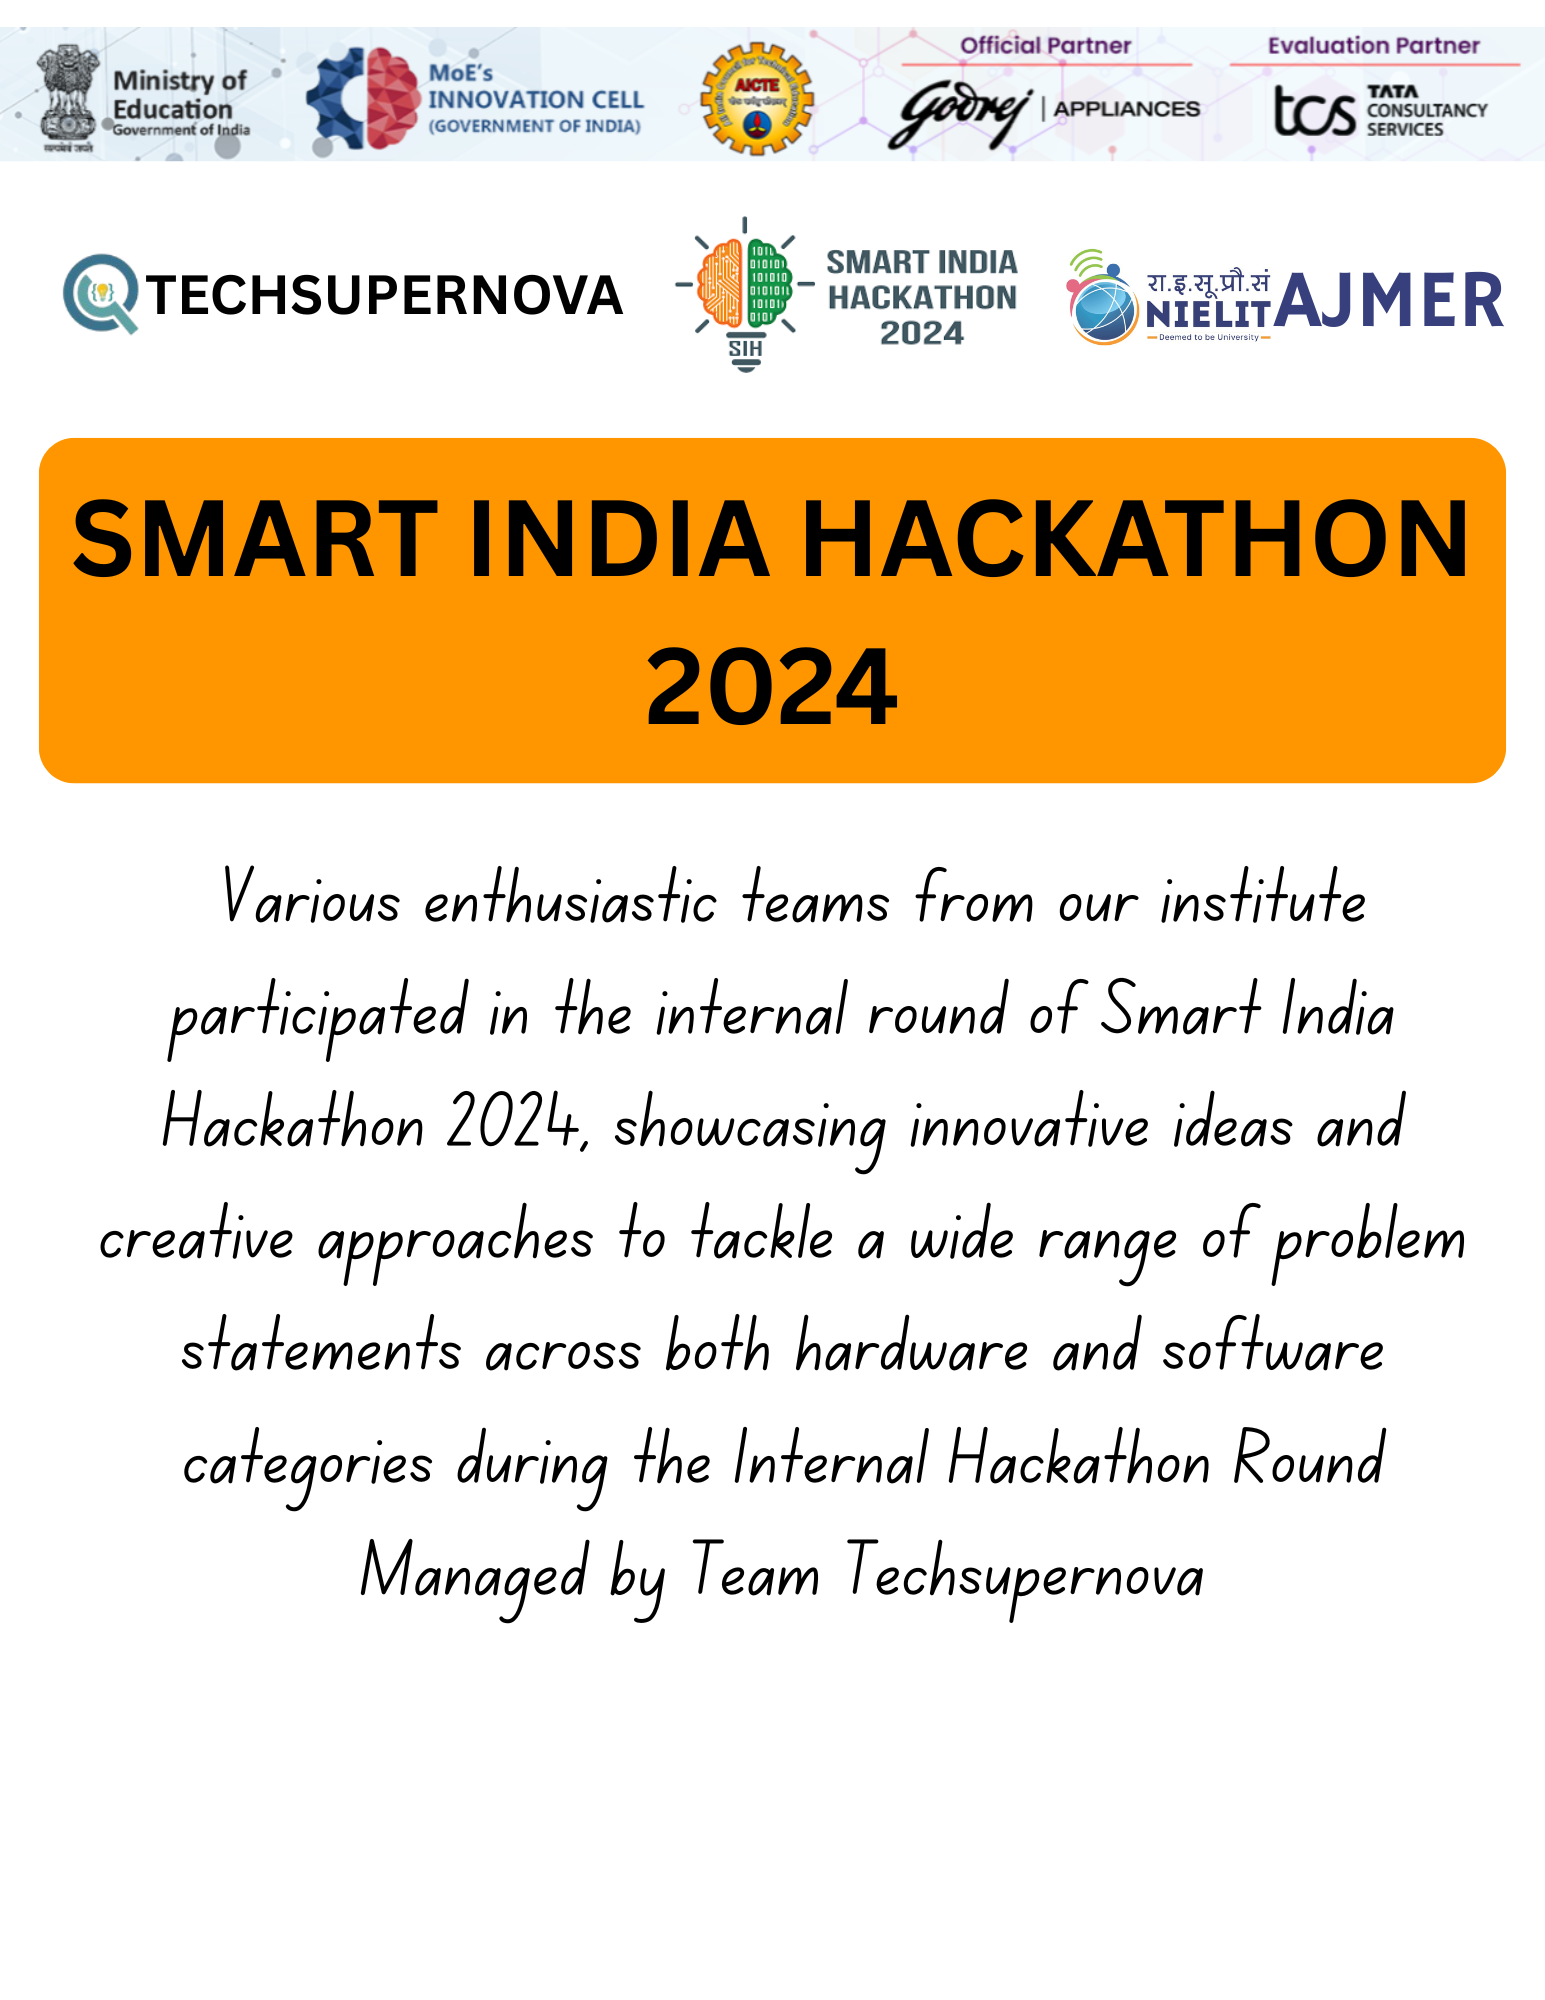 Ministry of
Education
Government of India
सत्यमेव जयते
MoE's
INNOVATION CELL
(GOVERNMENT OF INDIA)
AICTE
Official Partner
Godrej | APPLIANCES
Evaluation Partner
tcs TATA
CONSULTANCY
SERVICES
TECHSUPERNOVA
SIH
SMART INDIA
HACKATHON
2024
रा.इ.सू.प्रौ.सं
NIELIT
Deemed to be University
AJMER
SMART INDIA HACKATHON
2024
Various enthusiastic teams from our institute
participated in the internal round of Smart India
Hackathon 2024, showcasing innovative ideas and
creative approaches to tackle a wide range of problem
statements across both hardware and software
categories during the Internal Hackathon Round
Managed by Team Techsupernova